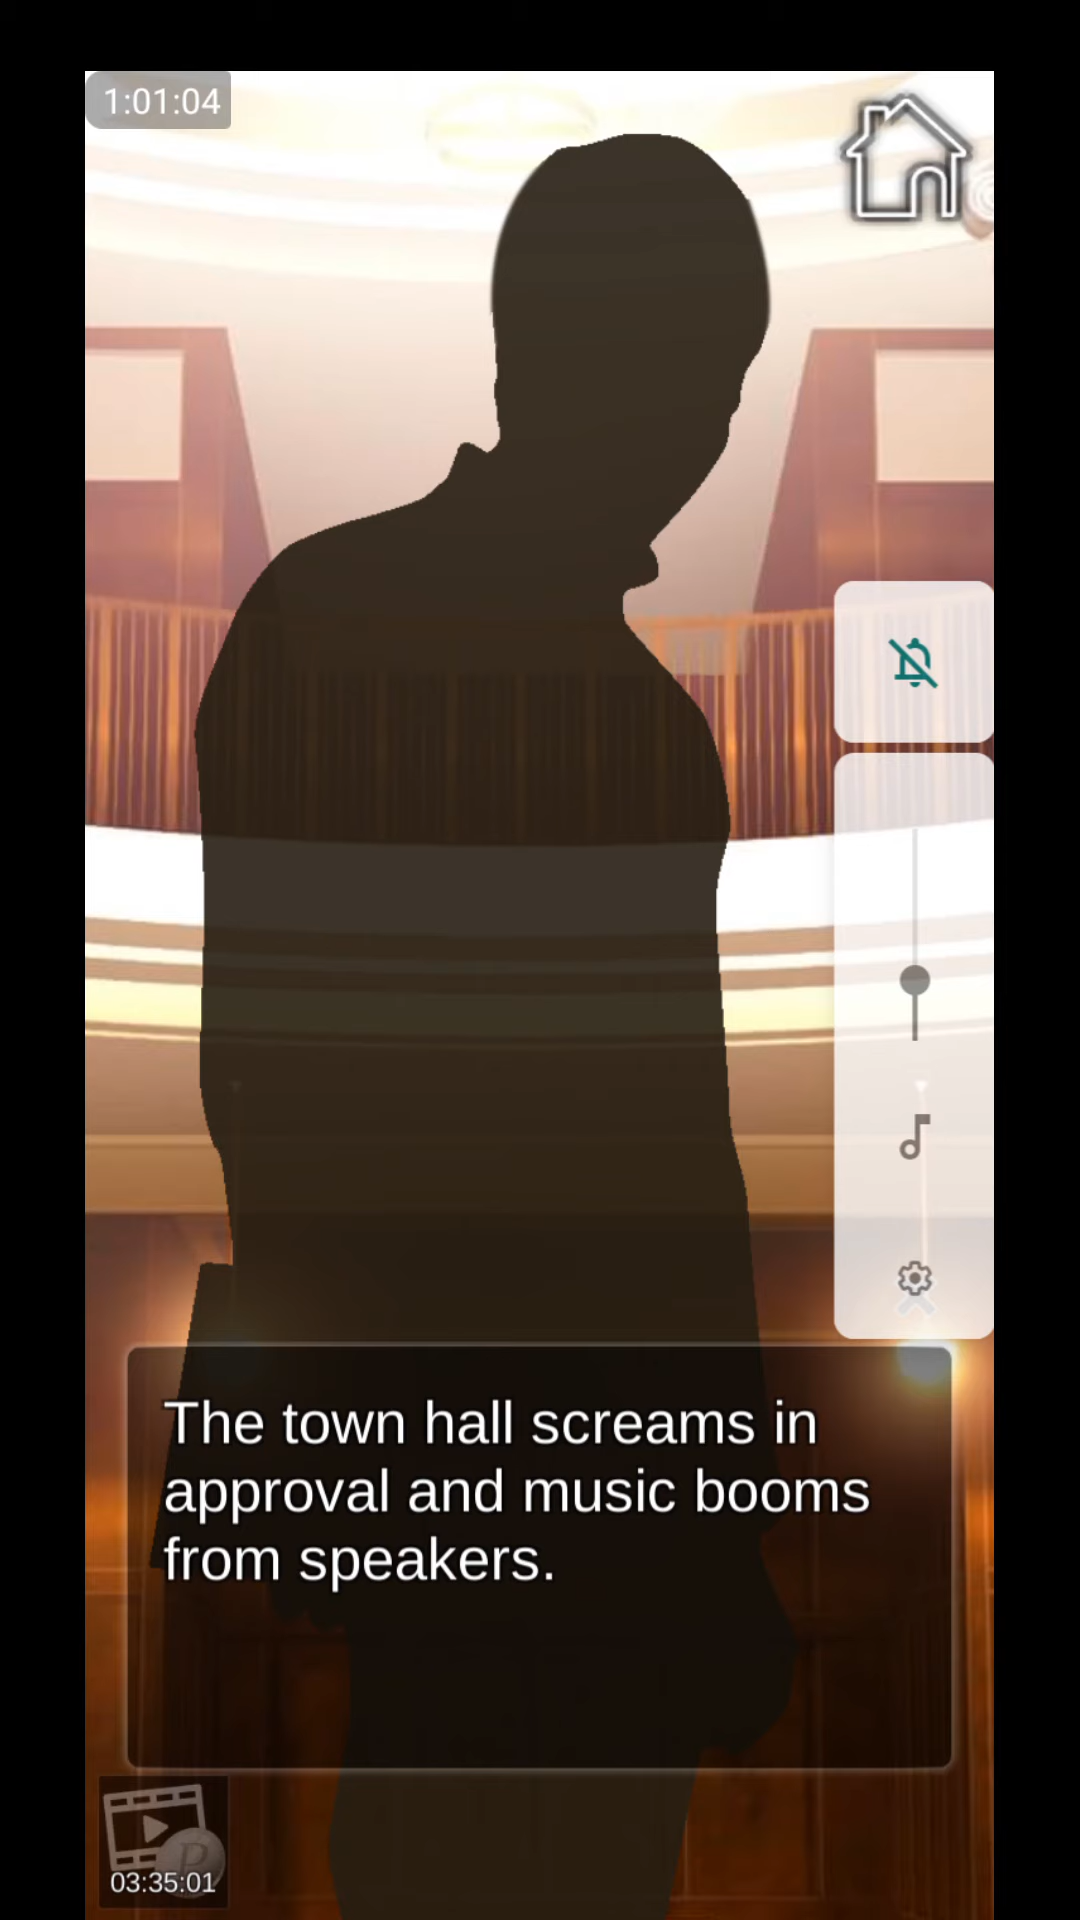 1:01:04
The town hall screams in
approval and music booms
from speakers.
P
03:35:01